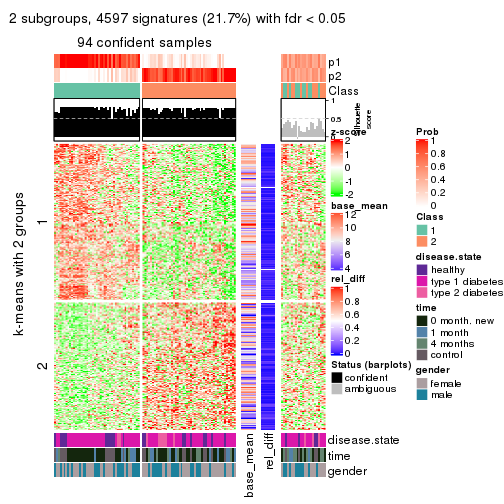 2 subgroups, 4597 signatures (21.7%) with fdr < 0.05
94 confident samples
p1
p2
Class
1
0.5
0
Silhouette
score
k-means with 2 groups
1
2
z-score
2
1
0
-1
-2
base_mean
12
10
8
6
4
rel_diff
1
0.8
0.6
0.4
0.2
0
Status (barplots)
confident
ambiguous
Prob
1
0.8
0.6
0.4
0.2
0
Class
1
2
disease.state
healthy
type 1 diabetes
type 2 diabetes
time
0 month. new
1 month
4 months
control
gender
female
male
disease.state
time
gender
base_mean
rel_diff